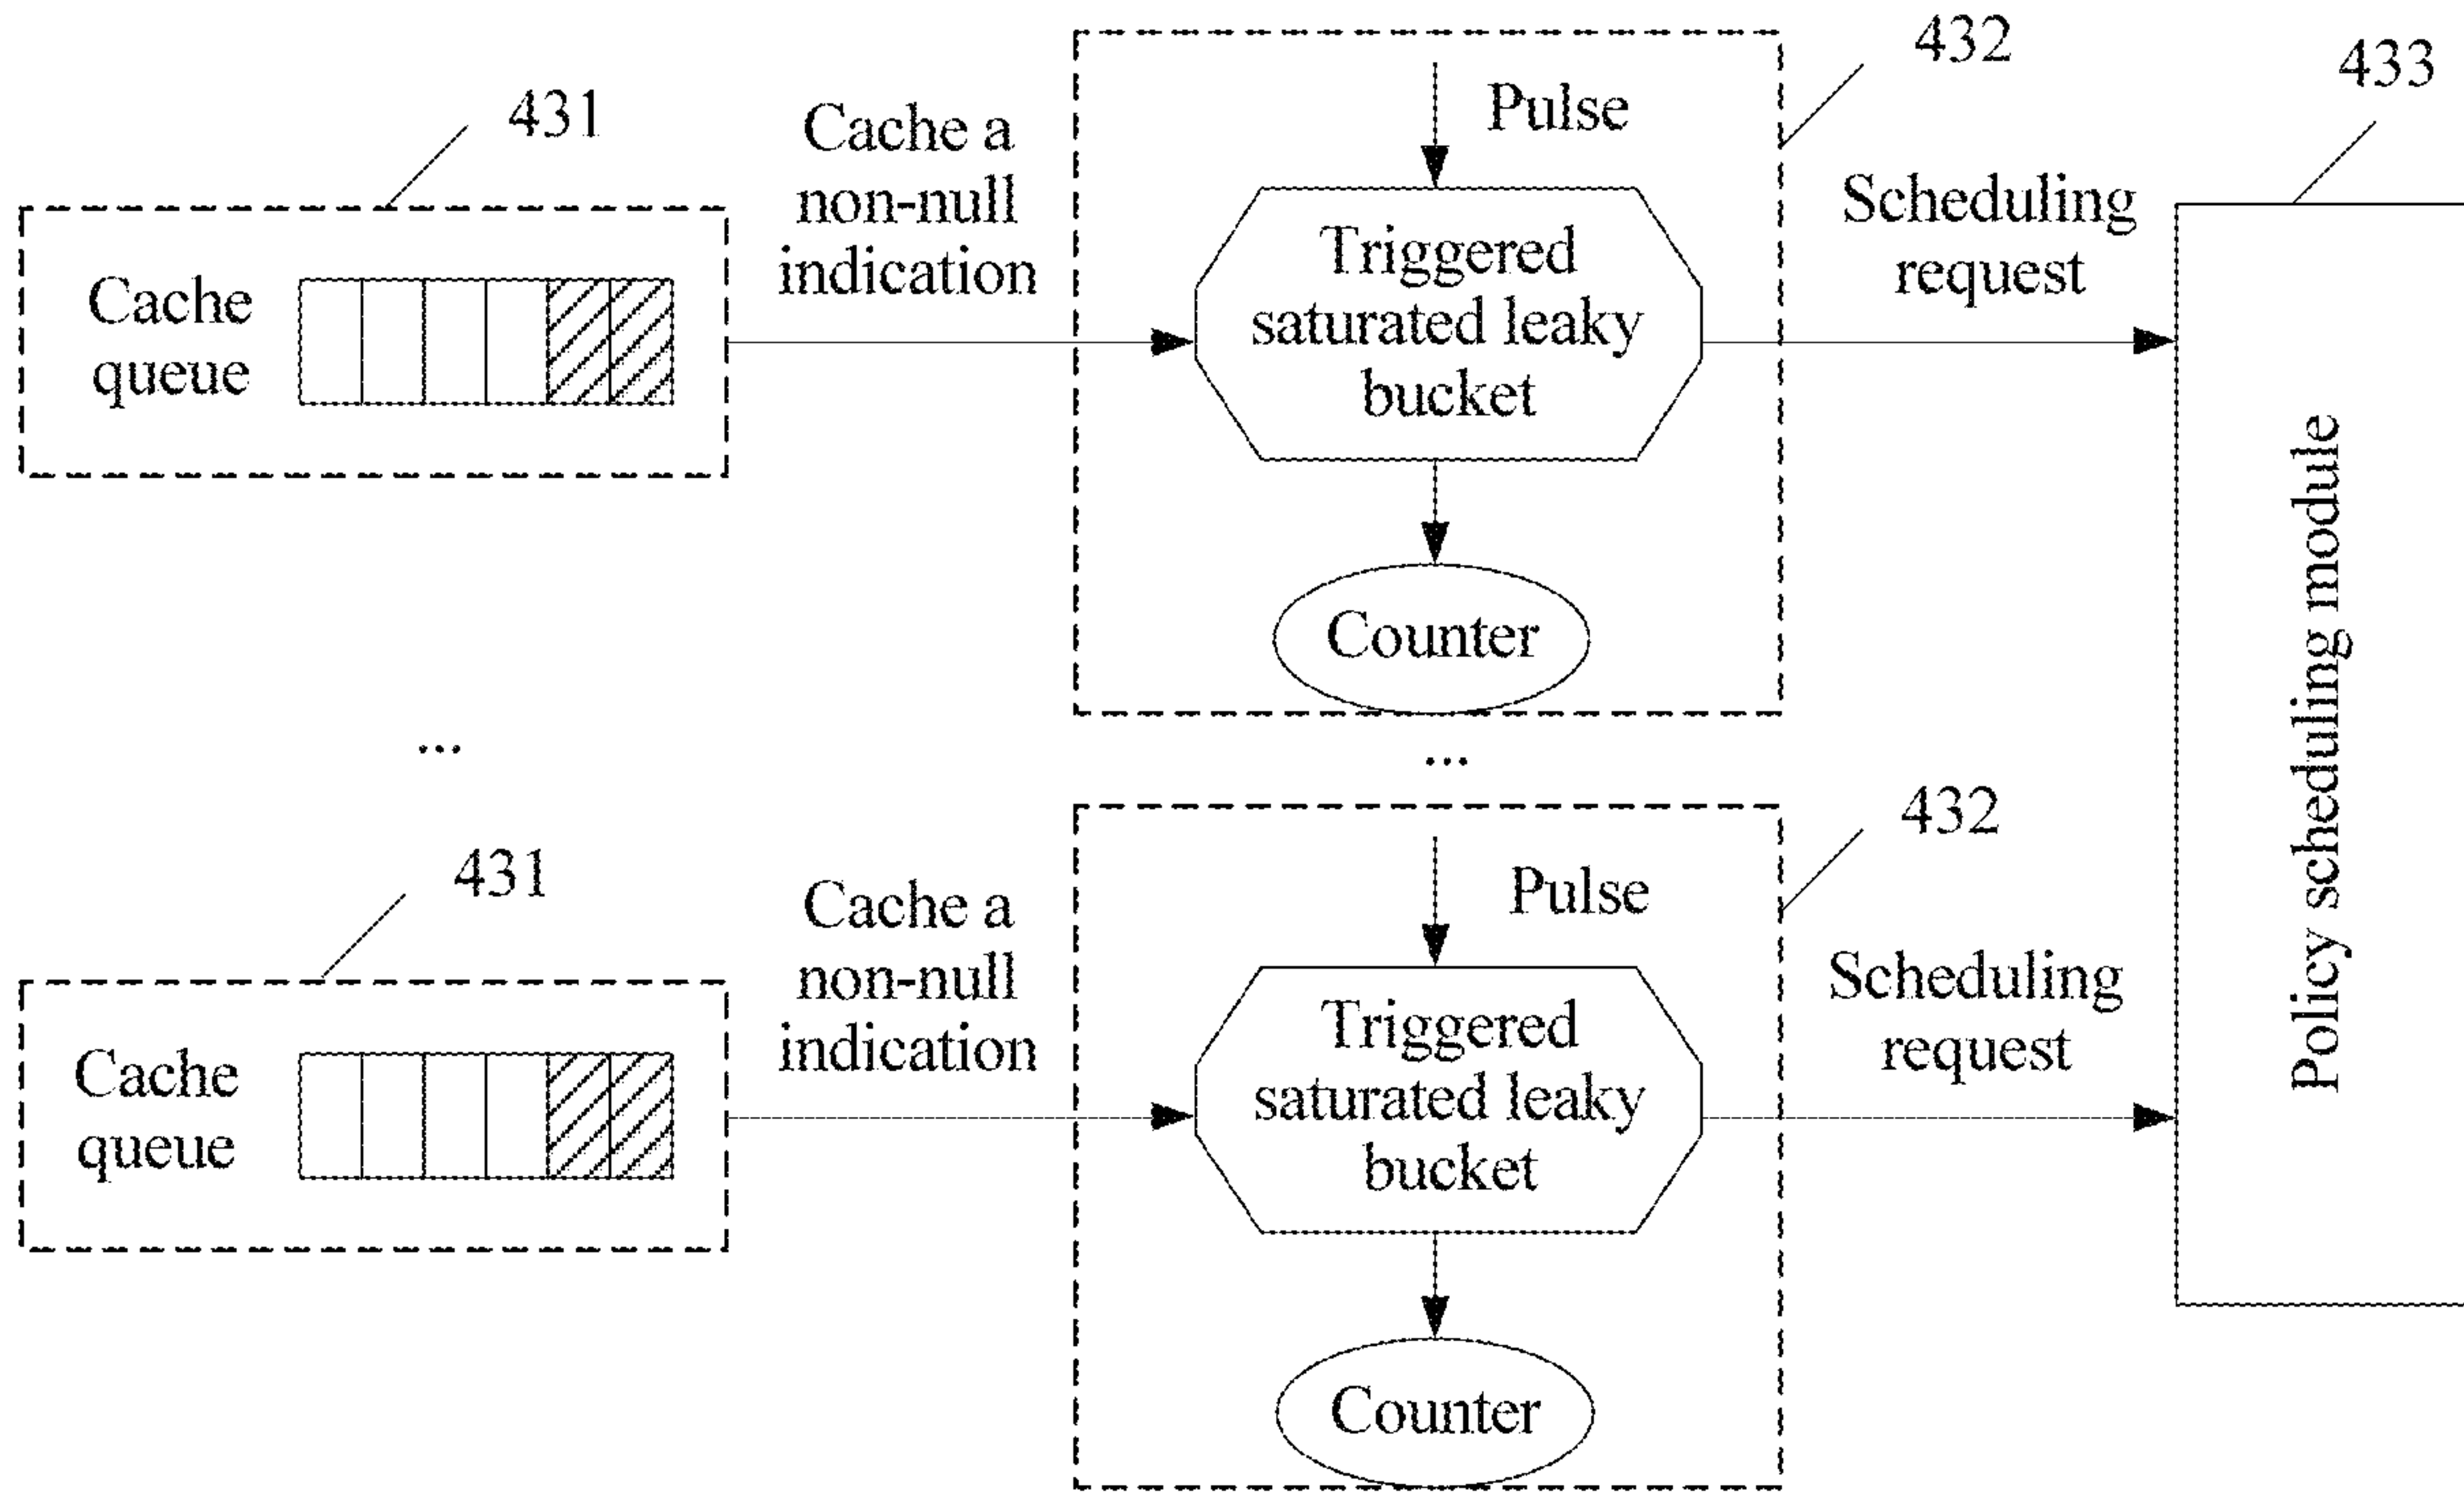 432
433
431
Cache a
non-null
indication
Pulse
Scheduling
request
Cache
queue
Triggered
saturated leaky
bucket
Counter
Policy scheduling module
...
...
432
431
Cache a
non-null
indication
Pulse
Scheduling
request
Cache
queue
Triggered
saturated leaky
bucket
Counter